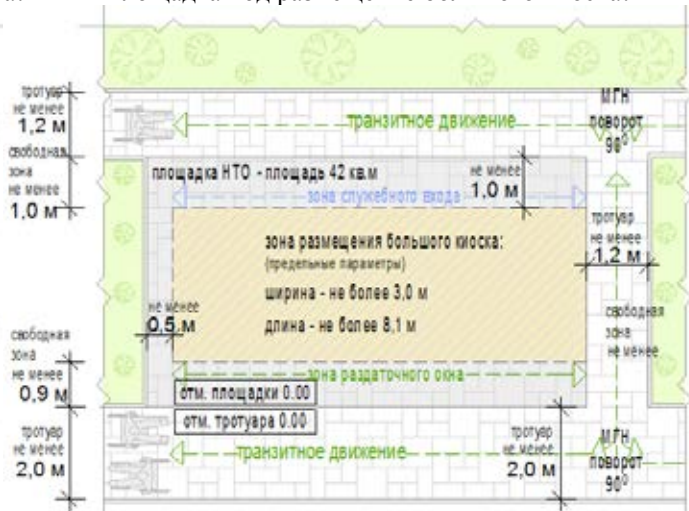 тротуар
не менее
1,2 м
свободная
зона
не менее
1,0 м
МГН
поворот
90⁰
транзитное движение
площадка НТО - площадь 42 кв.м
не менее
1,0 м
зона служебного входа
зона размещения большого киоска:
(предельные параметры)
ширина - не более 3,0 м
длина - не более 8,1 м
тротуар
не менее
1,2 м
свободная
зона
не менее
не менее
0,5 м
свободная
зона
не менее
0,9 м
зона раздаточного окна
отм. площадки 0.00
отм. тротуара 0.00
тротуар
не менее
2,0 м
транзитное движение
тротуар
не менее
2,0 м
МГН
поворот
90⁰